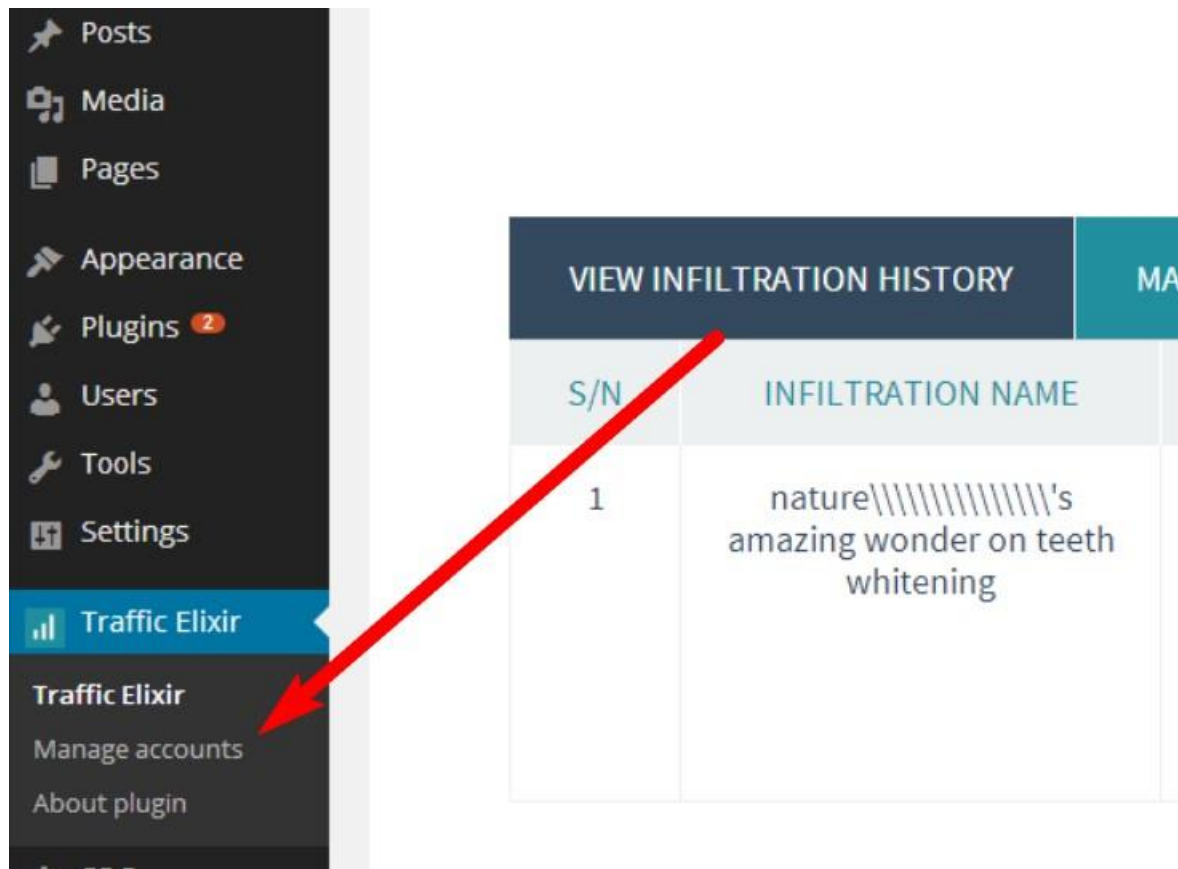 Posts
Media
Pages
Appearance
Plugins 2
Users
Tools
Settings
Traffic Elixir
Traffic Elixir
Manage accounts
About plugin
VIEW INFILTRATION HISTORY
MA
S/N
INFILTRATION NAME
1
nature\\\\\\\\\\\\\\\'s
amazing wonder on teeth
whitening